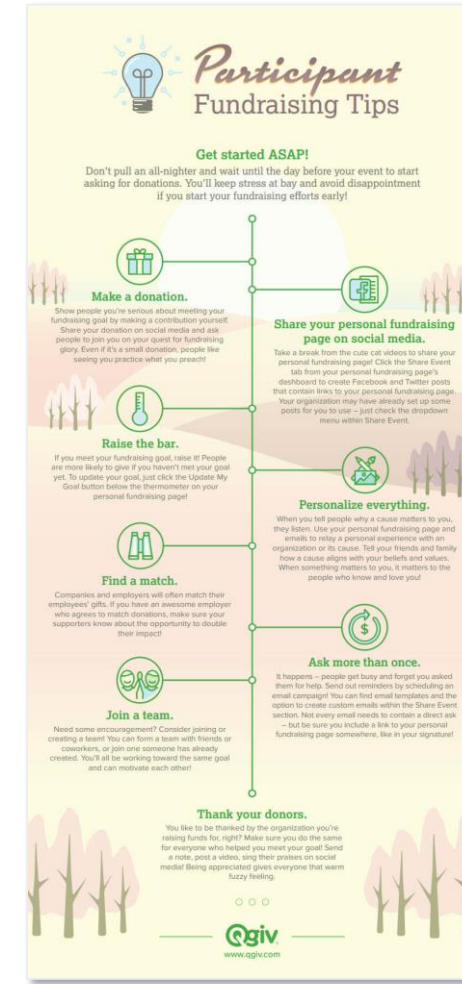 Participant
Fundraising Tips
Get started ASAP!
Don't pull an all-nighter and wait until the day before your event to start
asking for donations. You'll keep stress at bay and avoid disappointment
if you start your fundraising efforts early!
Make a donation.
Show people you're serious about meeting your
fundraising goal by making a contribution yourself.
Share your donation on social media and ask
people to join you on your quest for fundraising
glory. Even if it's a small donation, people like
seeing you practice what you preach!
Share your personal fundraising
page on social media.
Take a break from the cute cat videos to share your
personal fundraising page! Click the Share Event
tab from your personal fundraising page's
dashboard to create Facebook and Twitter posts
that contain links to your personal fundraising page.
Your organization may have already set up some
posts for you to use – just check the dropdown
menu within Share Event.
Raise the bar.
If you meet your fundraising goal, raise it! People
are more likely to give if you haven't met your goal
yet. To update your goal, just click the Update My
Goal button below the thermometer on your
personal fundraising page!
Personalize everything.
When you tell people why a cause matters to you,
they listen. Use your personal fundraising page and
emails to relay a personal experience with an
organization or its cause. Tell your friends and family
how a cause aligns with your beliefs and values.
When something matters to you, it matters to the
people who know and love you!
Find a match.
Companies and employers will often match their
employees' gifts. If you have an awesome employer
who agrees to match donations, make sure your
supporters know about the opportunity to double
their impact!
Ask more than once.
It happens – people get busy and forget you asked
them for help. Send out reminders by scheduling an
email campaign! You can find email templates and the
option to create custom emails within the Share Event
section. Not every email needs to contain a direct ask
– but be sure you include a link to your personal
fundraising page somewhere, like in your signature!
Join a team.
Need some encouragement? Consider joining or
creating a team! You can form a team with friends or
coworkers, or join one someone has already
created. You'll all be working toward the same goal
and can motivate each other!
Thank your donors.
You like to be thanked by the organization you're
raising funds for, right? Make sure you do the same
for everyone who helped you meet your goal! Send
a note, post a video, sing their praises on social
media! Being appreciated gives everyone that warm
fuzzy feeling.
Qgiv
www.qgiv.com